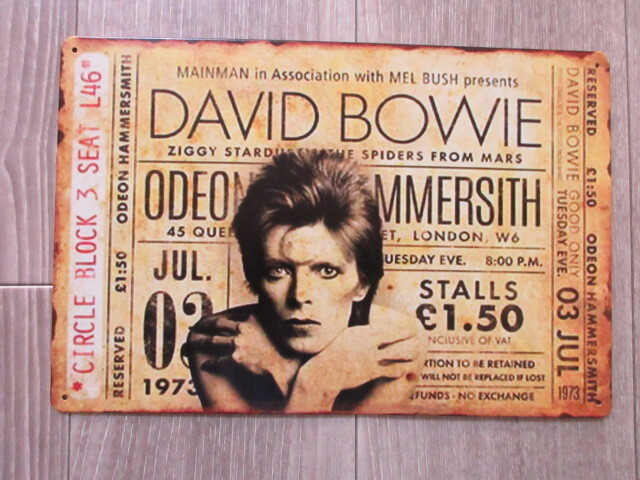 *CIRCLE BLOCK 3 SEAT L46*
ODEON HAMMERSMITH
£1:50
RESERVED
MAINMAN in Association with MEL BUSH presents
DAVID BOWIE
ZIGGY STARDUST THE SPIDERS FROM MARS
ODEON MMERSITH
45 QUE ET, LONDON, W6
JUL. UESDAY EVE. 8:00 P.M.
03
1973
STALLS
£1.50
NCLUSIVE OF VAT
RTION TO BE RETAINED
WILL NOT BE REPLACED IF LOST
EFUNDS - NO EXCHANGE
RESERVED £1:50 ODEON HAMMERSMITH
DAVID BOWIE GOOD ONLY
TUESDAY EVE. 03 JUL
1973